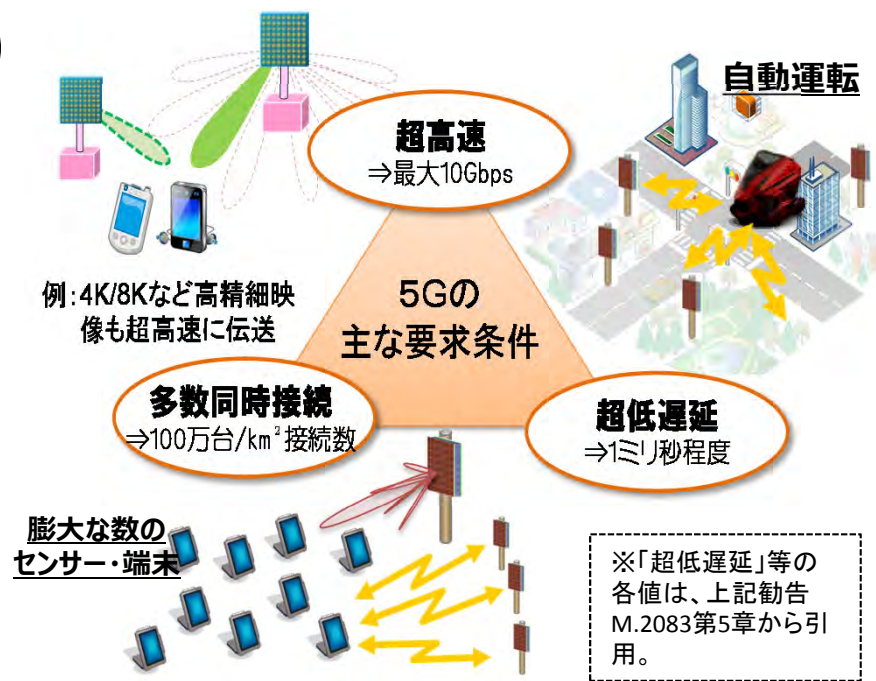 )
自動運転
超高速
⇒最大10Gbps
例:4K/8Kなど高精細映
像も超高速に伝送
5Gの
主な要求条件
多数同時接続
⇒100万台/km²接続数
超低遅延
⇒1ミリ秒程度
膨大な数の
センサー・端末
※「超低遅延」等の
各値は、上記勧告
M.2083第5章から引
用。